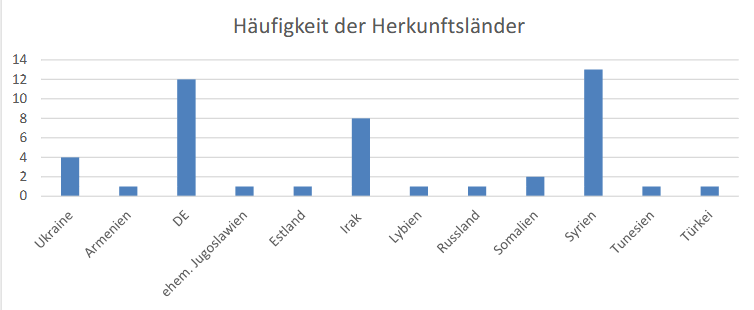 Häufigkeit der Herkunftsländer
14
12
10
8
6
4
2
0
Ukraine
Armenien
DE
ehem. Jugoslawien
Estland
Irak
Lybien
Russland
Somalien
Syrien
Tunesien
Türkei